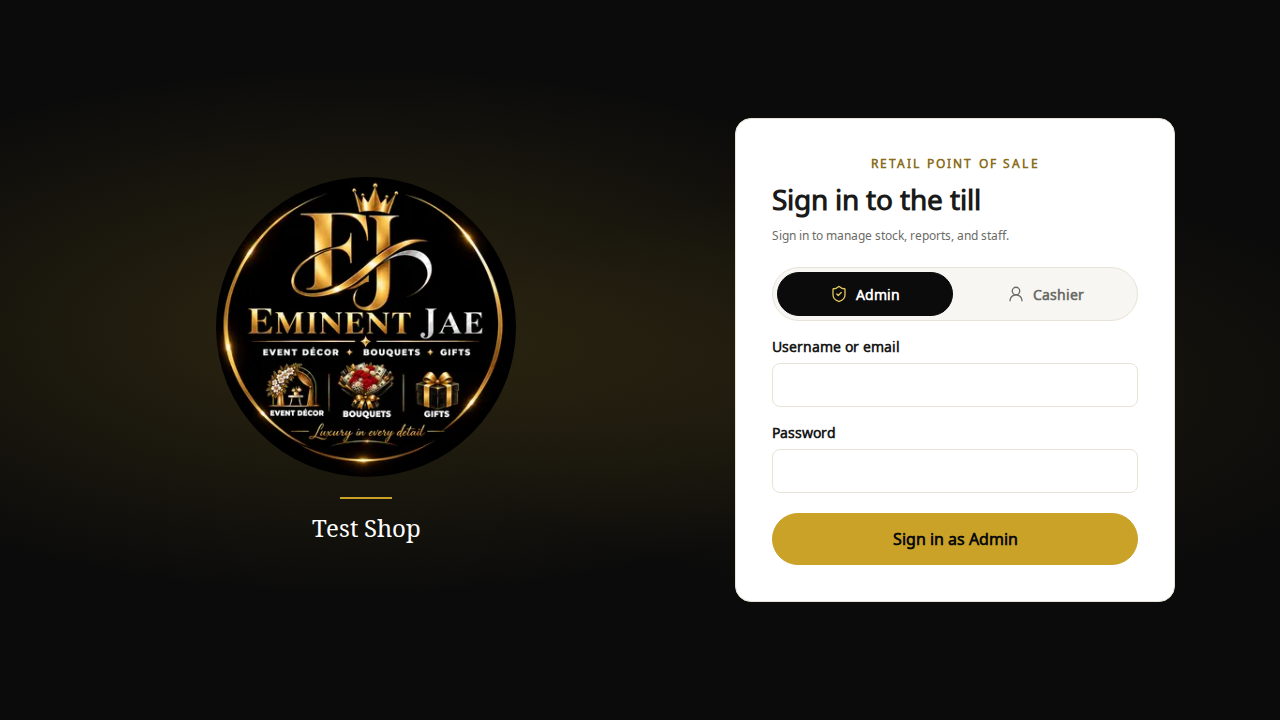 EJ
EMINENT JAE
EVENT DÉCOR ✦ BOUQUETS ✦ GIFTS
EVENT DÉCOR BOUQUETS GIFTS
Luxury in every detail
Test Shop
RETAIL POINT OF SALE
Sign in to the till
Sign in to manage stock, reports, and staff.
Admin Cashier
Username or email
Password
Sign in as Admin